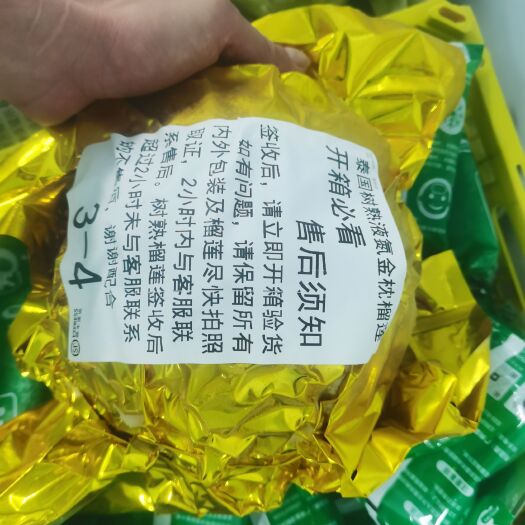 泰国树熟液氮金枕榴莲
开箱必看
售后须知
签收后，请立即开箱验货
如有问题，请保留所有
内外包装及榴莲尽快拍照
取证，2小时内与客服联
系售后。树熟榴莲签收后
超过2小时未与客服联系
谢谢配合
3-4